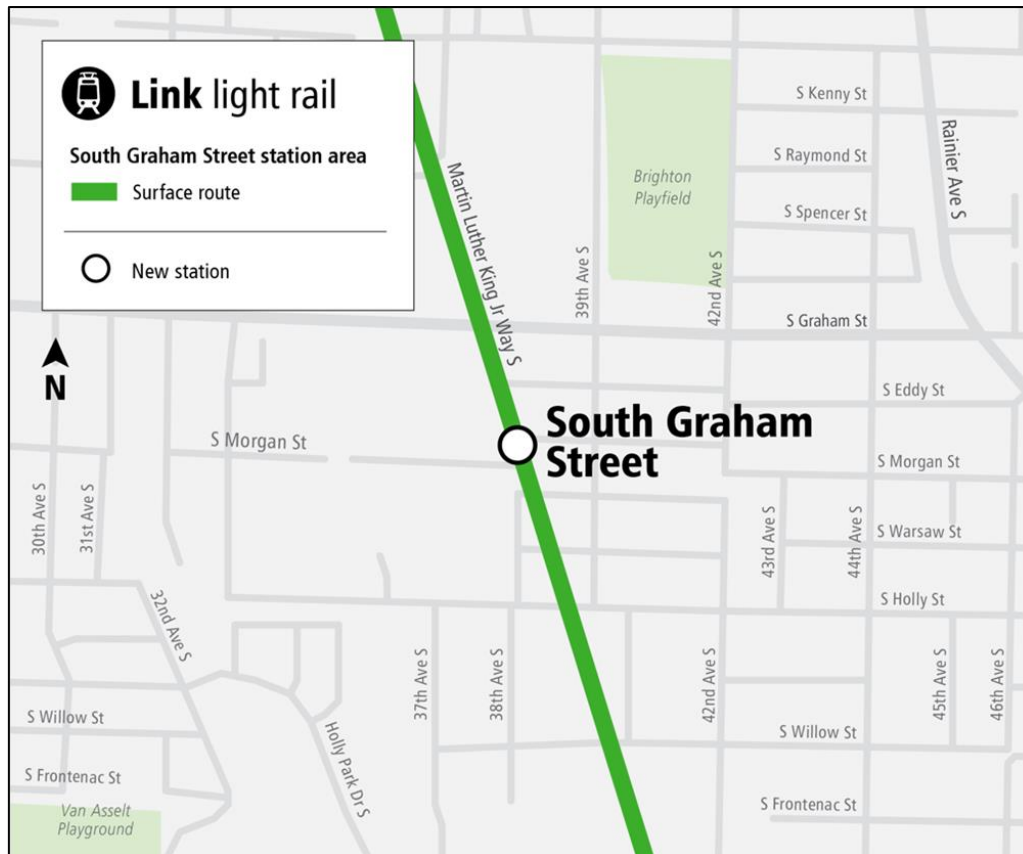 Link light rail
South Graham Street station area
Surface route
New station
N
Martin Luther King Jr Way S
39th Ave S
Brighton
Playfield
42nd Ave S
S Kenny St
S Raymond St
S Spencer St
Rainier Ave S
S Graham St
S Eddy St
South Graham
Street
S Morgan St
S Morgan St
30th Ave S
31st Ave S
43rd Ave S
44th Ave S
S Warsaw St
S Holly St
32nd Ave S
37th Ave S
38th Ave S
42nd Ave S
45th Ave S
46th Ave S
S Willow St
S Willow St
Holly Park Dr S
S Frontenac St
S Frontenac St
Van Asselt
Playground